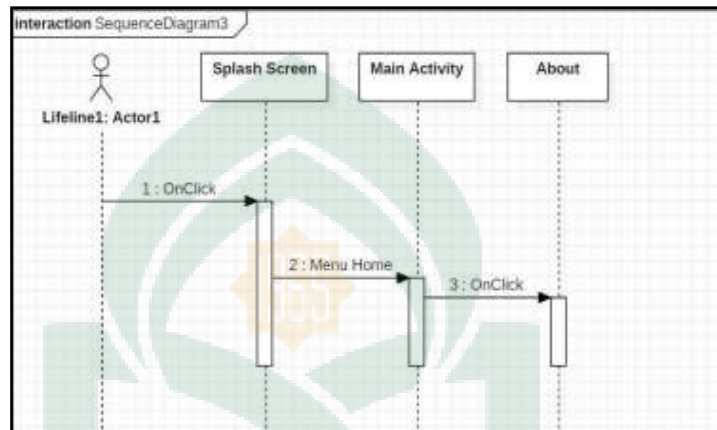 interaction SequenceDiagram3
Splash Screen
Main Activity
About
Lifeline1: Actor1
1 : OnClick
2 : Menu Home
3 : OnClick